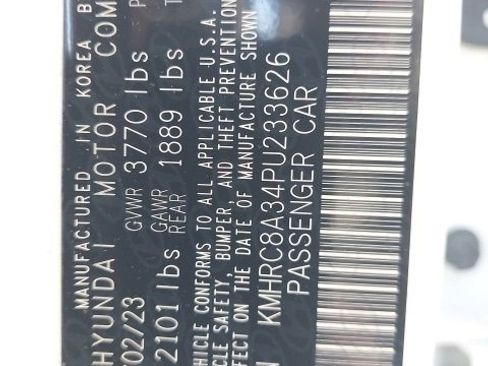 MANUFACTURED IN KOREA B
HYUNDAI MOTOR COM
02/23 GVWR 3770 lbs P
2101 lbs GAWR REAR 1889 lbs T
HICLE CONFORMS TO ALL APPLICABLE U.S.A.
LE SAFETY, BUMPER, AND THEFT PREVENTION
FECT ON THE DATE OF MANUFACTURE SHOWN
N KMHRC8A34PU233626
PASSENGER CAR